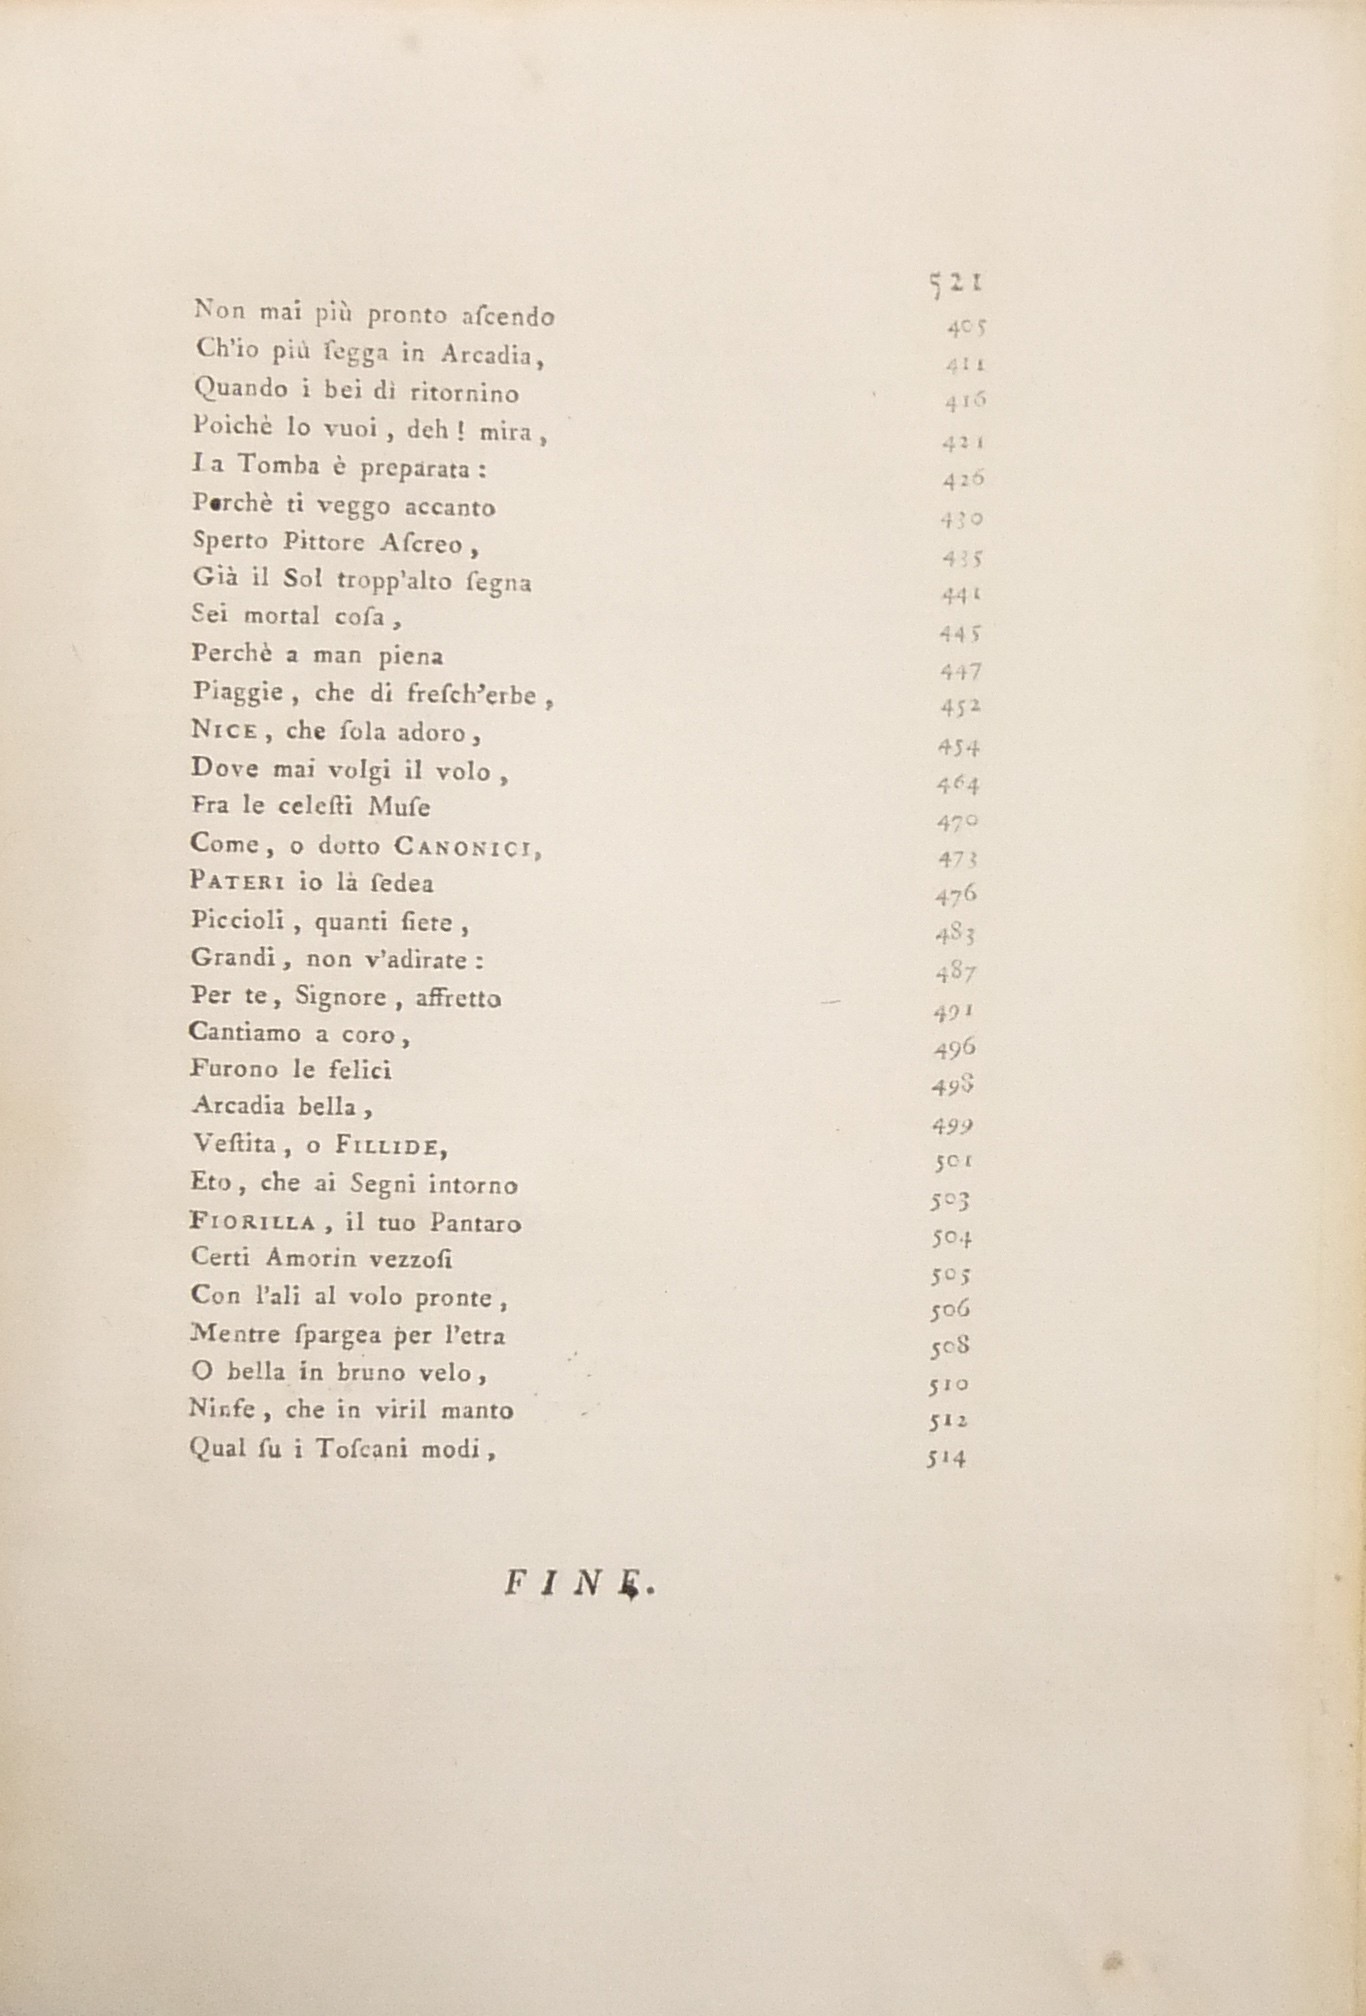 521
Non mai più pronto aſcendo 405
Ch'io più ſegga in Arcadia, 411
Quando i bei dì ritornino 416
Poichè lo vuoi, deh! mira, 421
La Tomba è preparata: 426
Perchè ti veggo accanto 430
Sperto Pittore Aſcreo, 435
Già il Sol tropp'alto ſegna 441
Sei mortal coſa, 445
Perchè a man piena 447
Piaggie, che di freſch'erbe, 452
NICE, che ſola adoro, 454
Dove mai volgi il volo, 464
Fra le celeſti Muſe 470
Come, o dotto CANONICI, 473
PATERI io là ſedea 476
Piccioli, quanti ſiete, 483
Grandi, non v'adirate: 487
Per te, Signore, affretto 491
Cantiamo a coro, 496
Furono le felici 498
Arcadia bella, 499
Veſtita, o FILLIDE, 501
Eto, che ai Segni intorno 503
FIORILLA, il tuo Pantaro 504
Certi Amorin vezzoſi 505
Con l'ali al volo pronte, 506
Mentre ſpargea per l'etra 508
O bella in bruno velo, 510
Ninfe, che in viril manto 512
Qual ſu i Toſcani modi, 514
FINE.